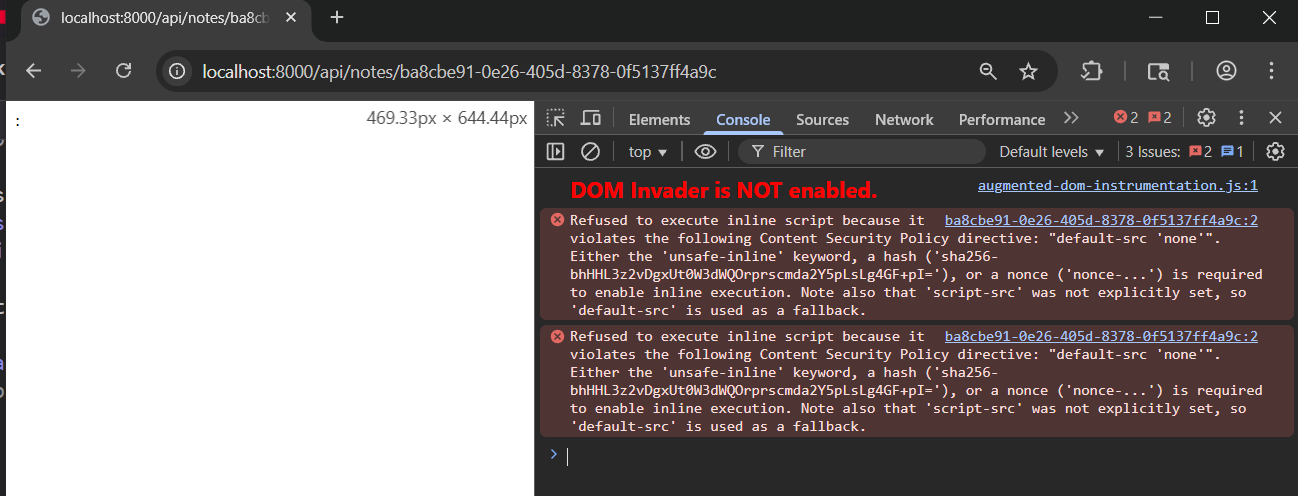 localhost:8000/api/notes/ba8cb
localhost:8000/api/notes/ba8cbe91-0e26-405d-8378-0f5137ff4a9c
:
469.33px × 644.44px
Elements Console Sources Network Performance 2 2
top Filter Default levels 3 Issues: 2 1
DOM Invader is NOT enabled. augmented-dom-instrumentation.js:1
Refused to execute inline script because it ba8cbe91-0e26-405d-8378-0f5137ff4a9c:2
violates the following Content Security Policy directive: "default-src 'none'".
Either the 'unsafe-inline' keyword, a hash ('sha256-
bhHHL3z2vDgxUt0W3dWQOrprscmda2Y5pLsLg4GF+pI='), or a nonce ('nonce-...') is required
to enable inline execution. Note also that 'script-src' was not explicitly set, so
'default-src' is used as a fallback.
Refused to execute inline script because it ba8cbe91-0e26-405d-8378-0f5137ff4a9c:2
violates the following Content Security Policy directive: "default-src 'none'".
Either the 'unsafe-inline' keyword, a hash ('sha256-
bhHHL3z2vDgxUt0W3dWQOrprscmda2Y5pLsLg4GF+pI='), or a nonce ('nonce-...') is required
to enable inline execution. Note also that 'script-src' was not explicitly set, so
'default-src' is used as a fallback.